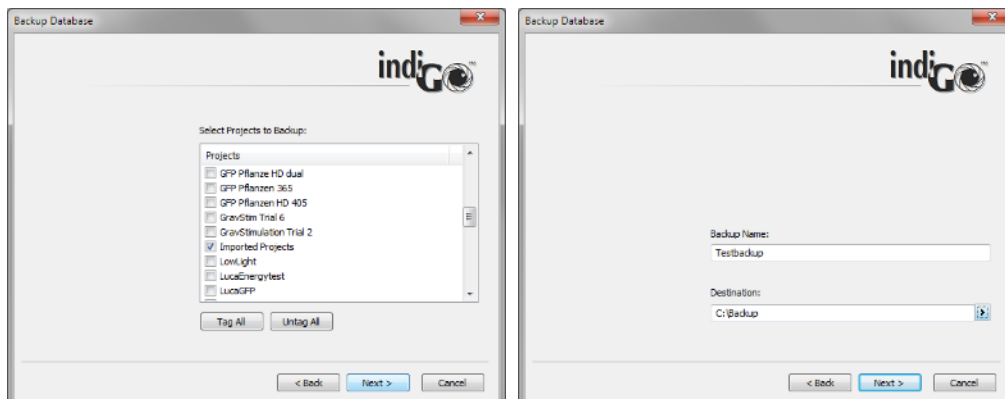 Backup Database
indiGo™
Select Projects to Backup:
Projects
GFP Pflanze HD dual
GFP Pflanzen 365
GFP Pflanzen HD 405
GravStim Trial 6
GravStimulation Trial 2
Imported Projects
LowLight
LucaEnergytest
LucaGFP
Tag All
Untag All
< Back
Next >
Cancel
Backup Database
indiGo™
Backup Name:
Testbackup
Destination:
C:\Backup
< Back
Next >
Cancel